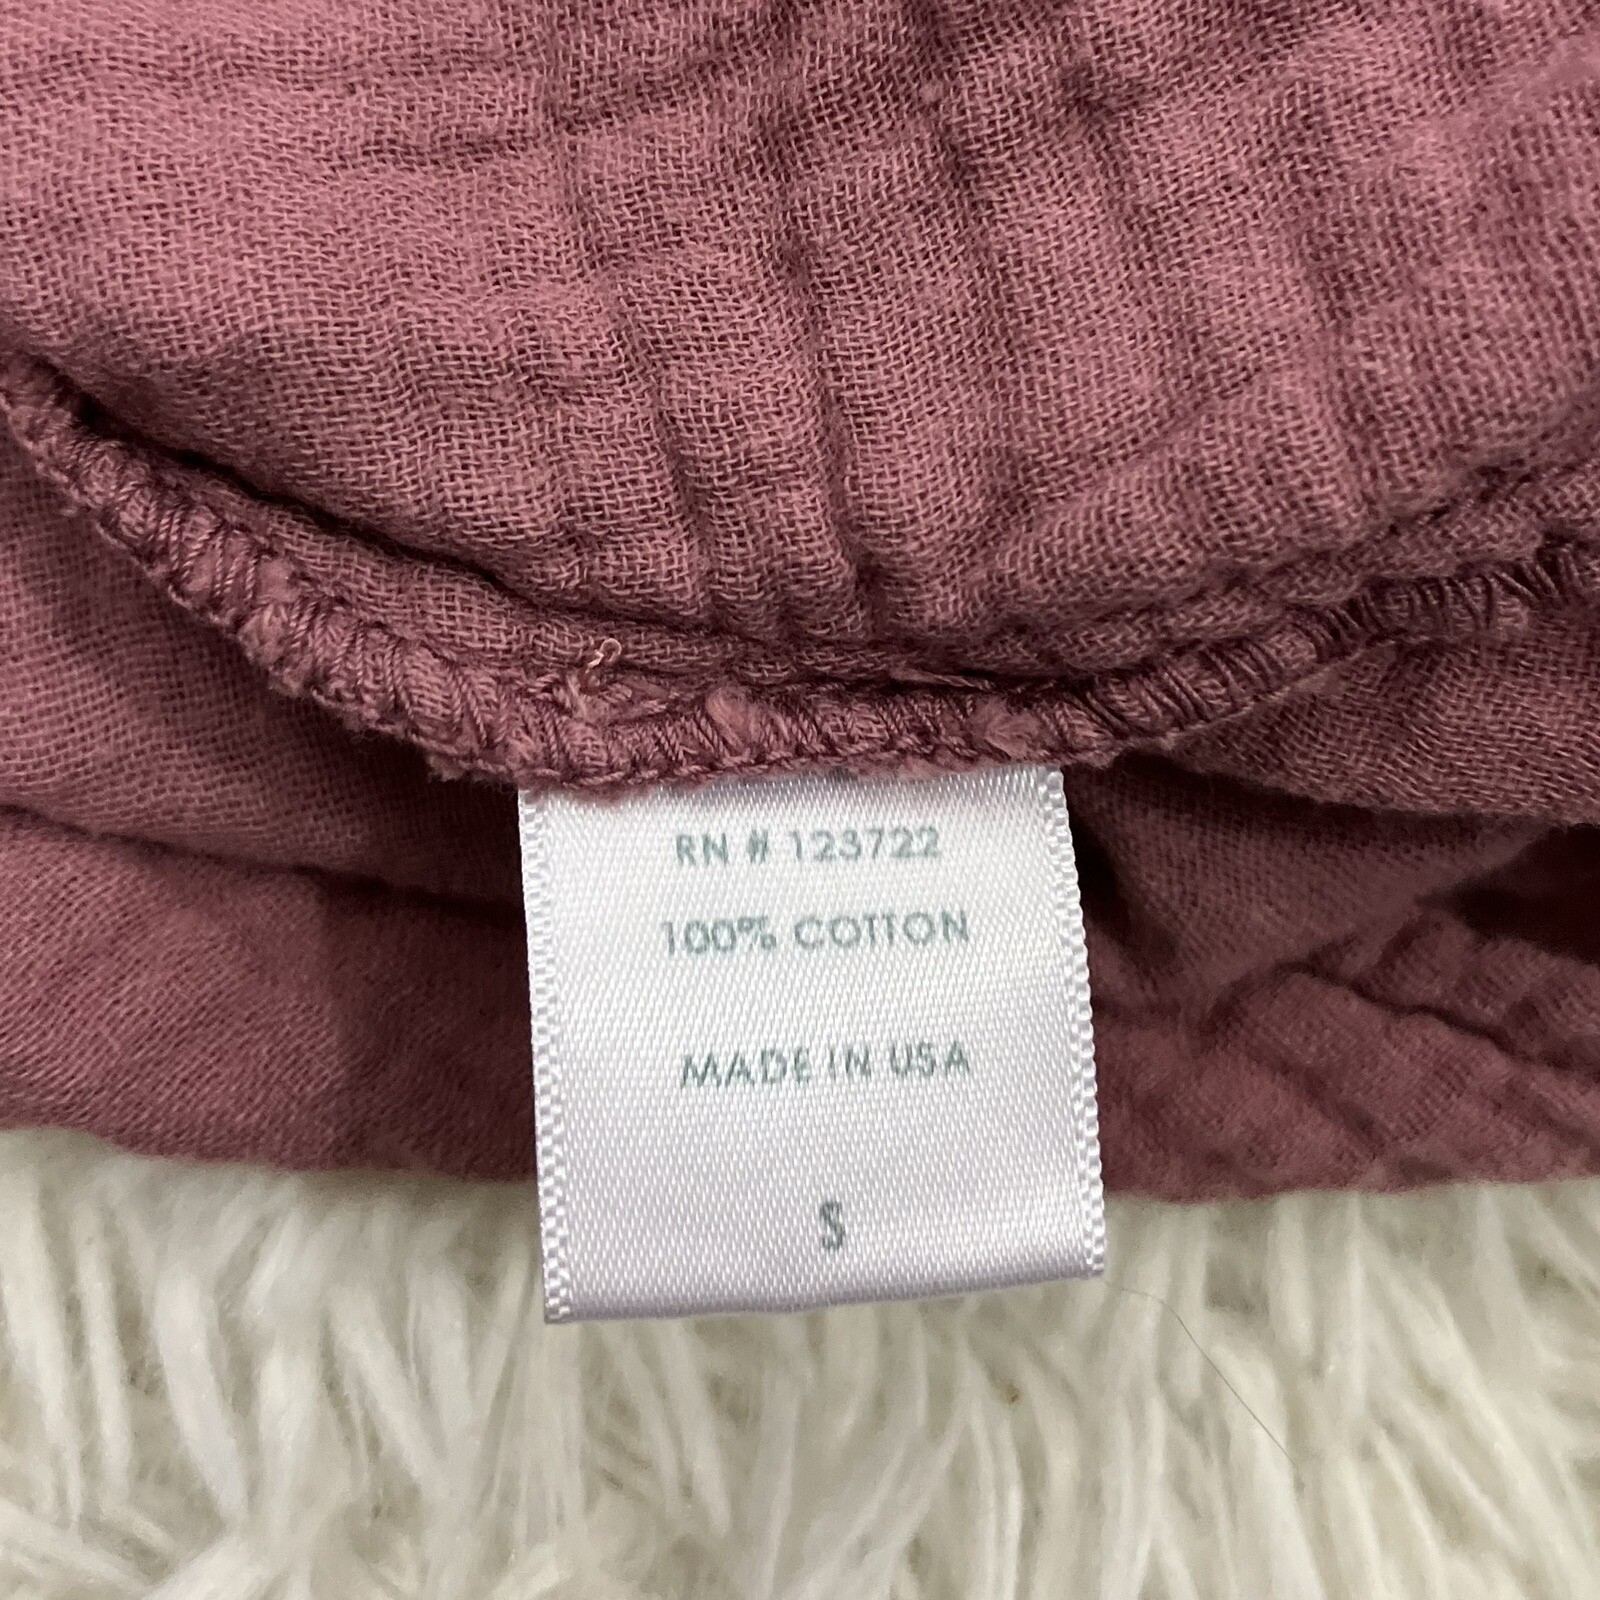 RN # 123722
100% COTTON
MADE IN USA
S